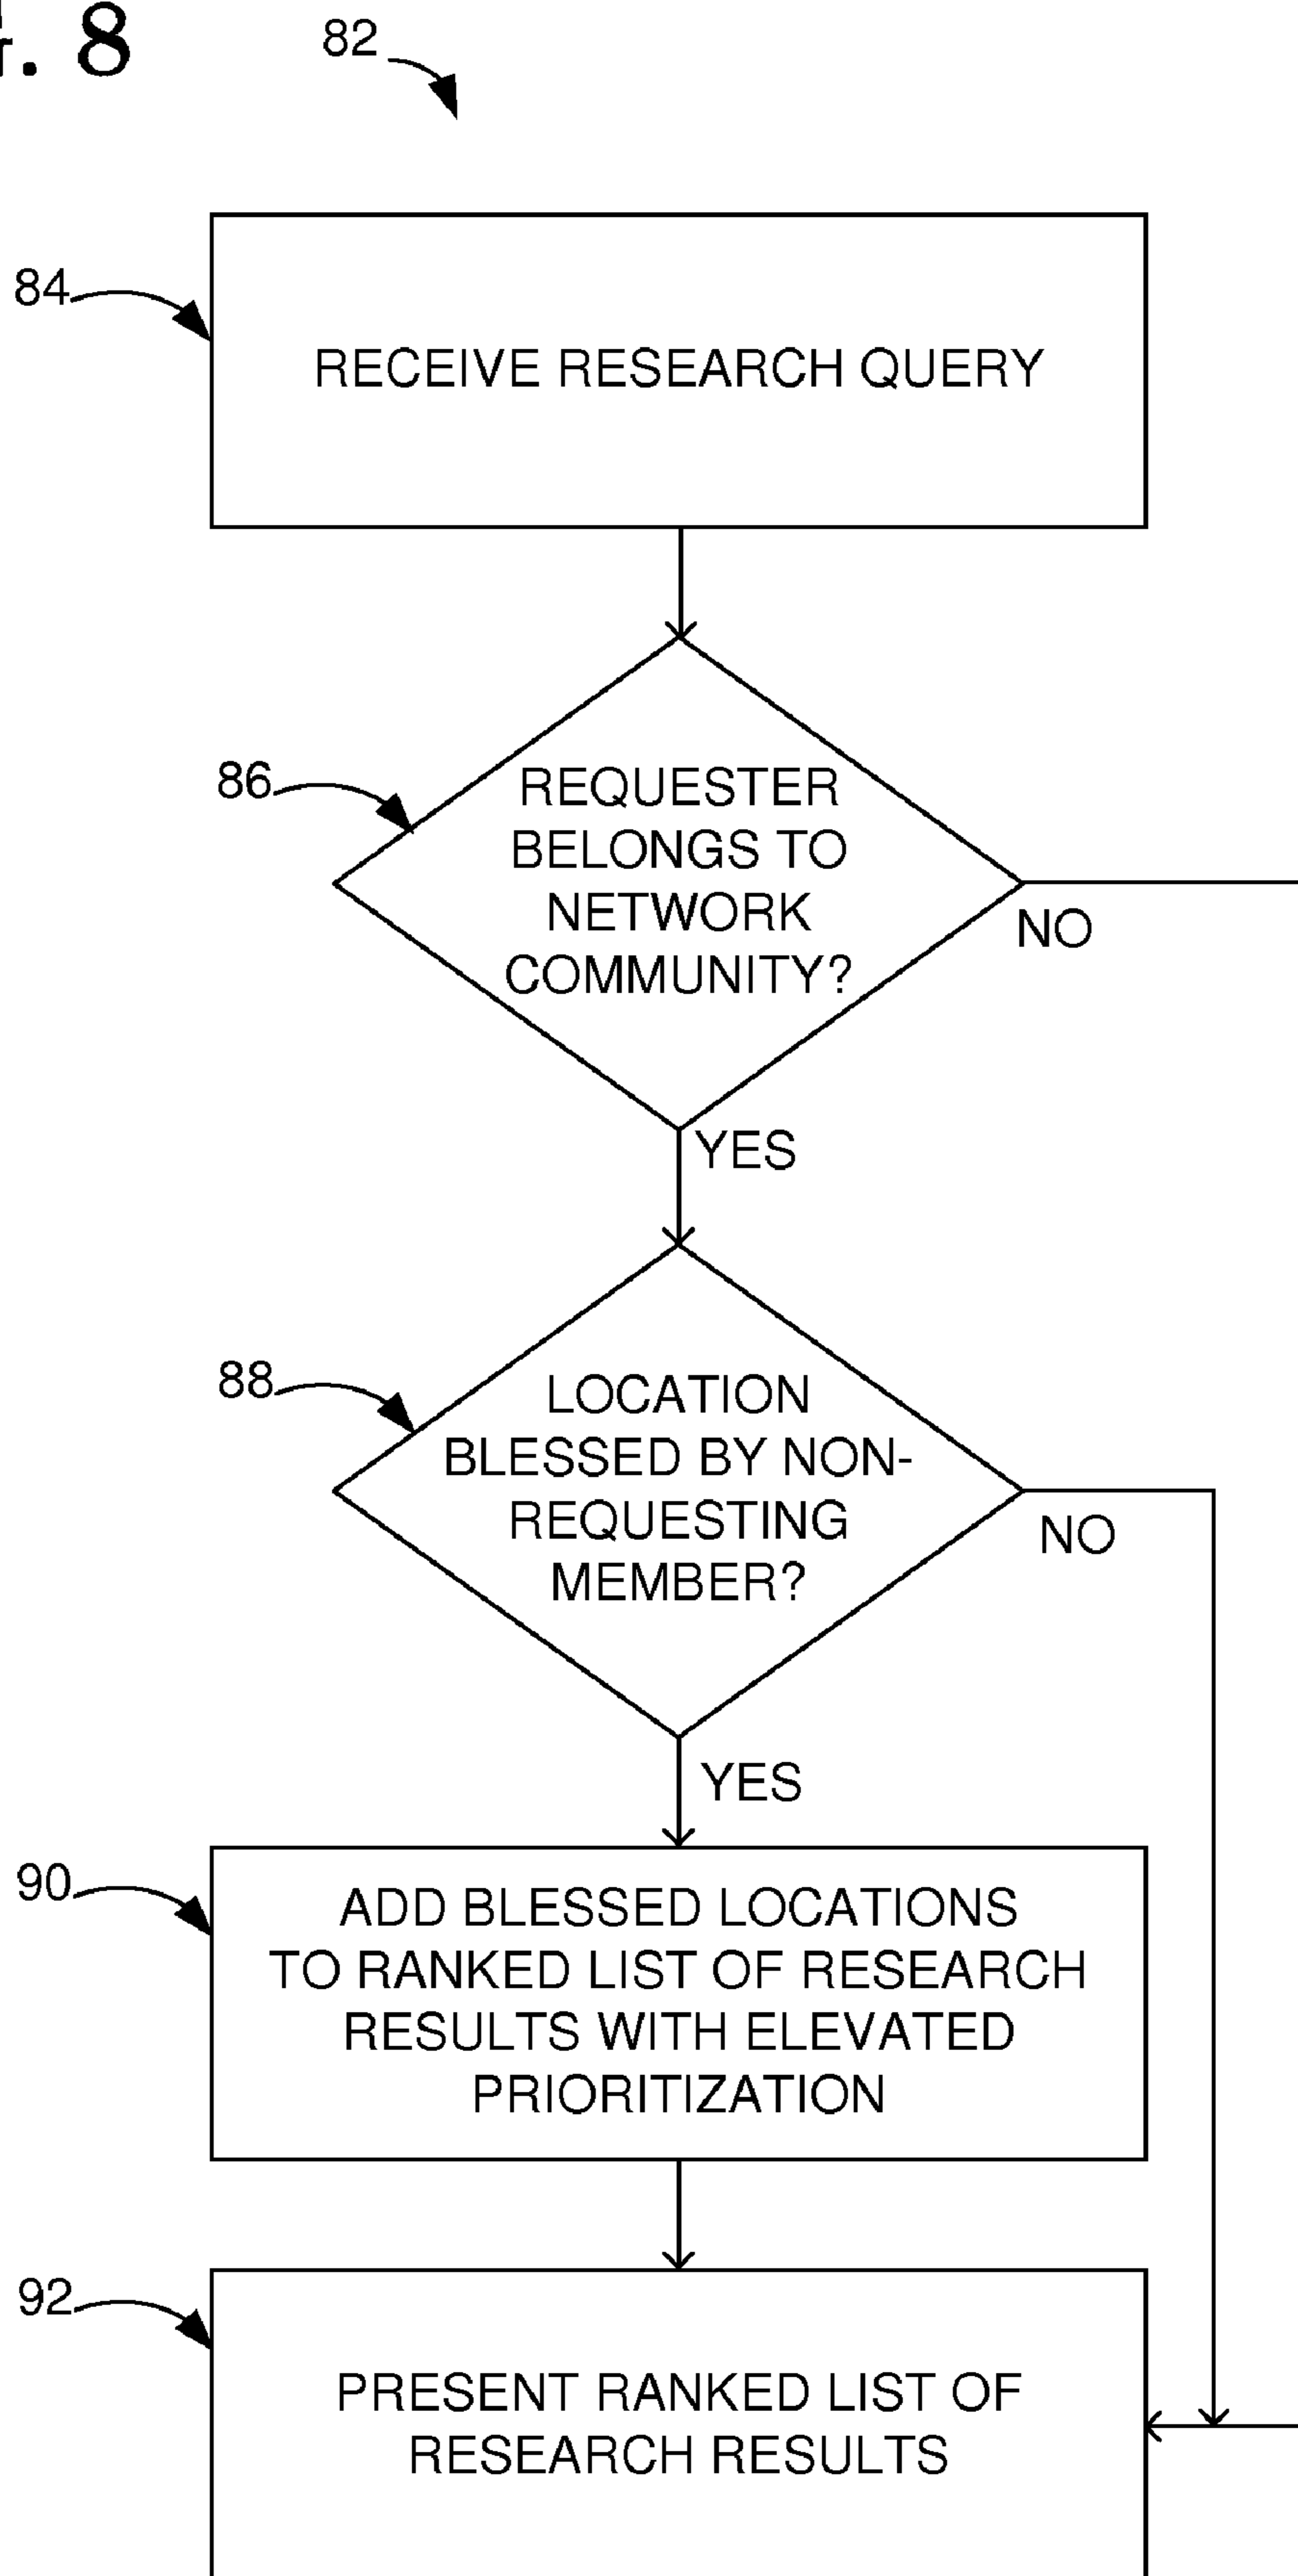 . 8
82
84
RECEIVE RESEARCH QUERY
86
REQUESTER
BELONGS TO
NETWORK
COMMUNITY?
NO
YES
88
LOCATION
BLESSED BY NON-
REQUESTING
MEMBER?
NO
YES
90
ADD BLESSED LOCATIONS
TO RANKED LIST OF RESEARCH
RESULTS WITH ELEVATED
PRIORITIZATION
92
PRESENT RANKED LIST OF
RESEARCH RESULTS